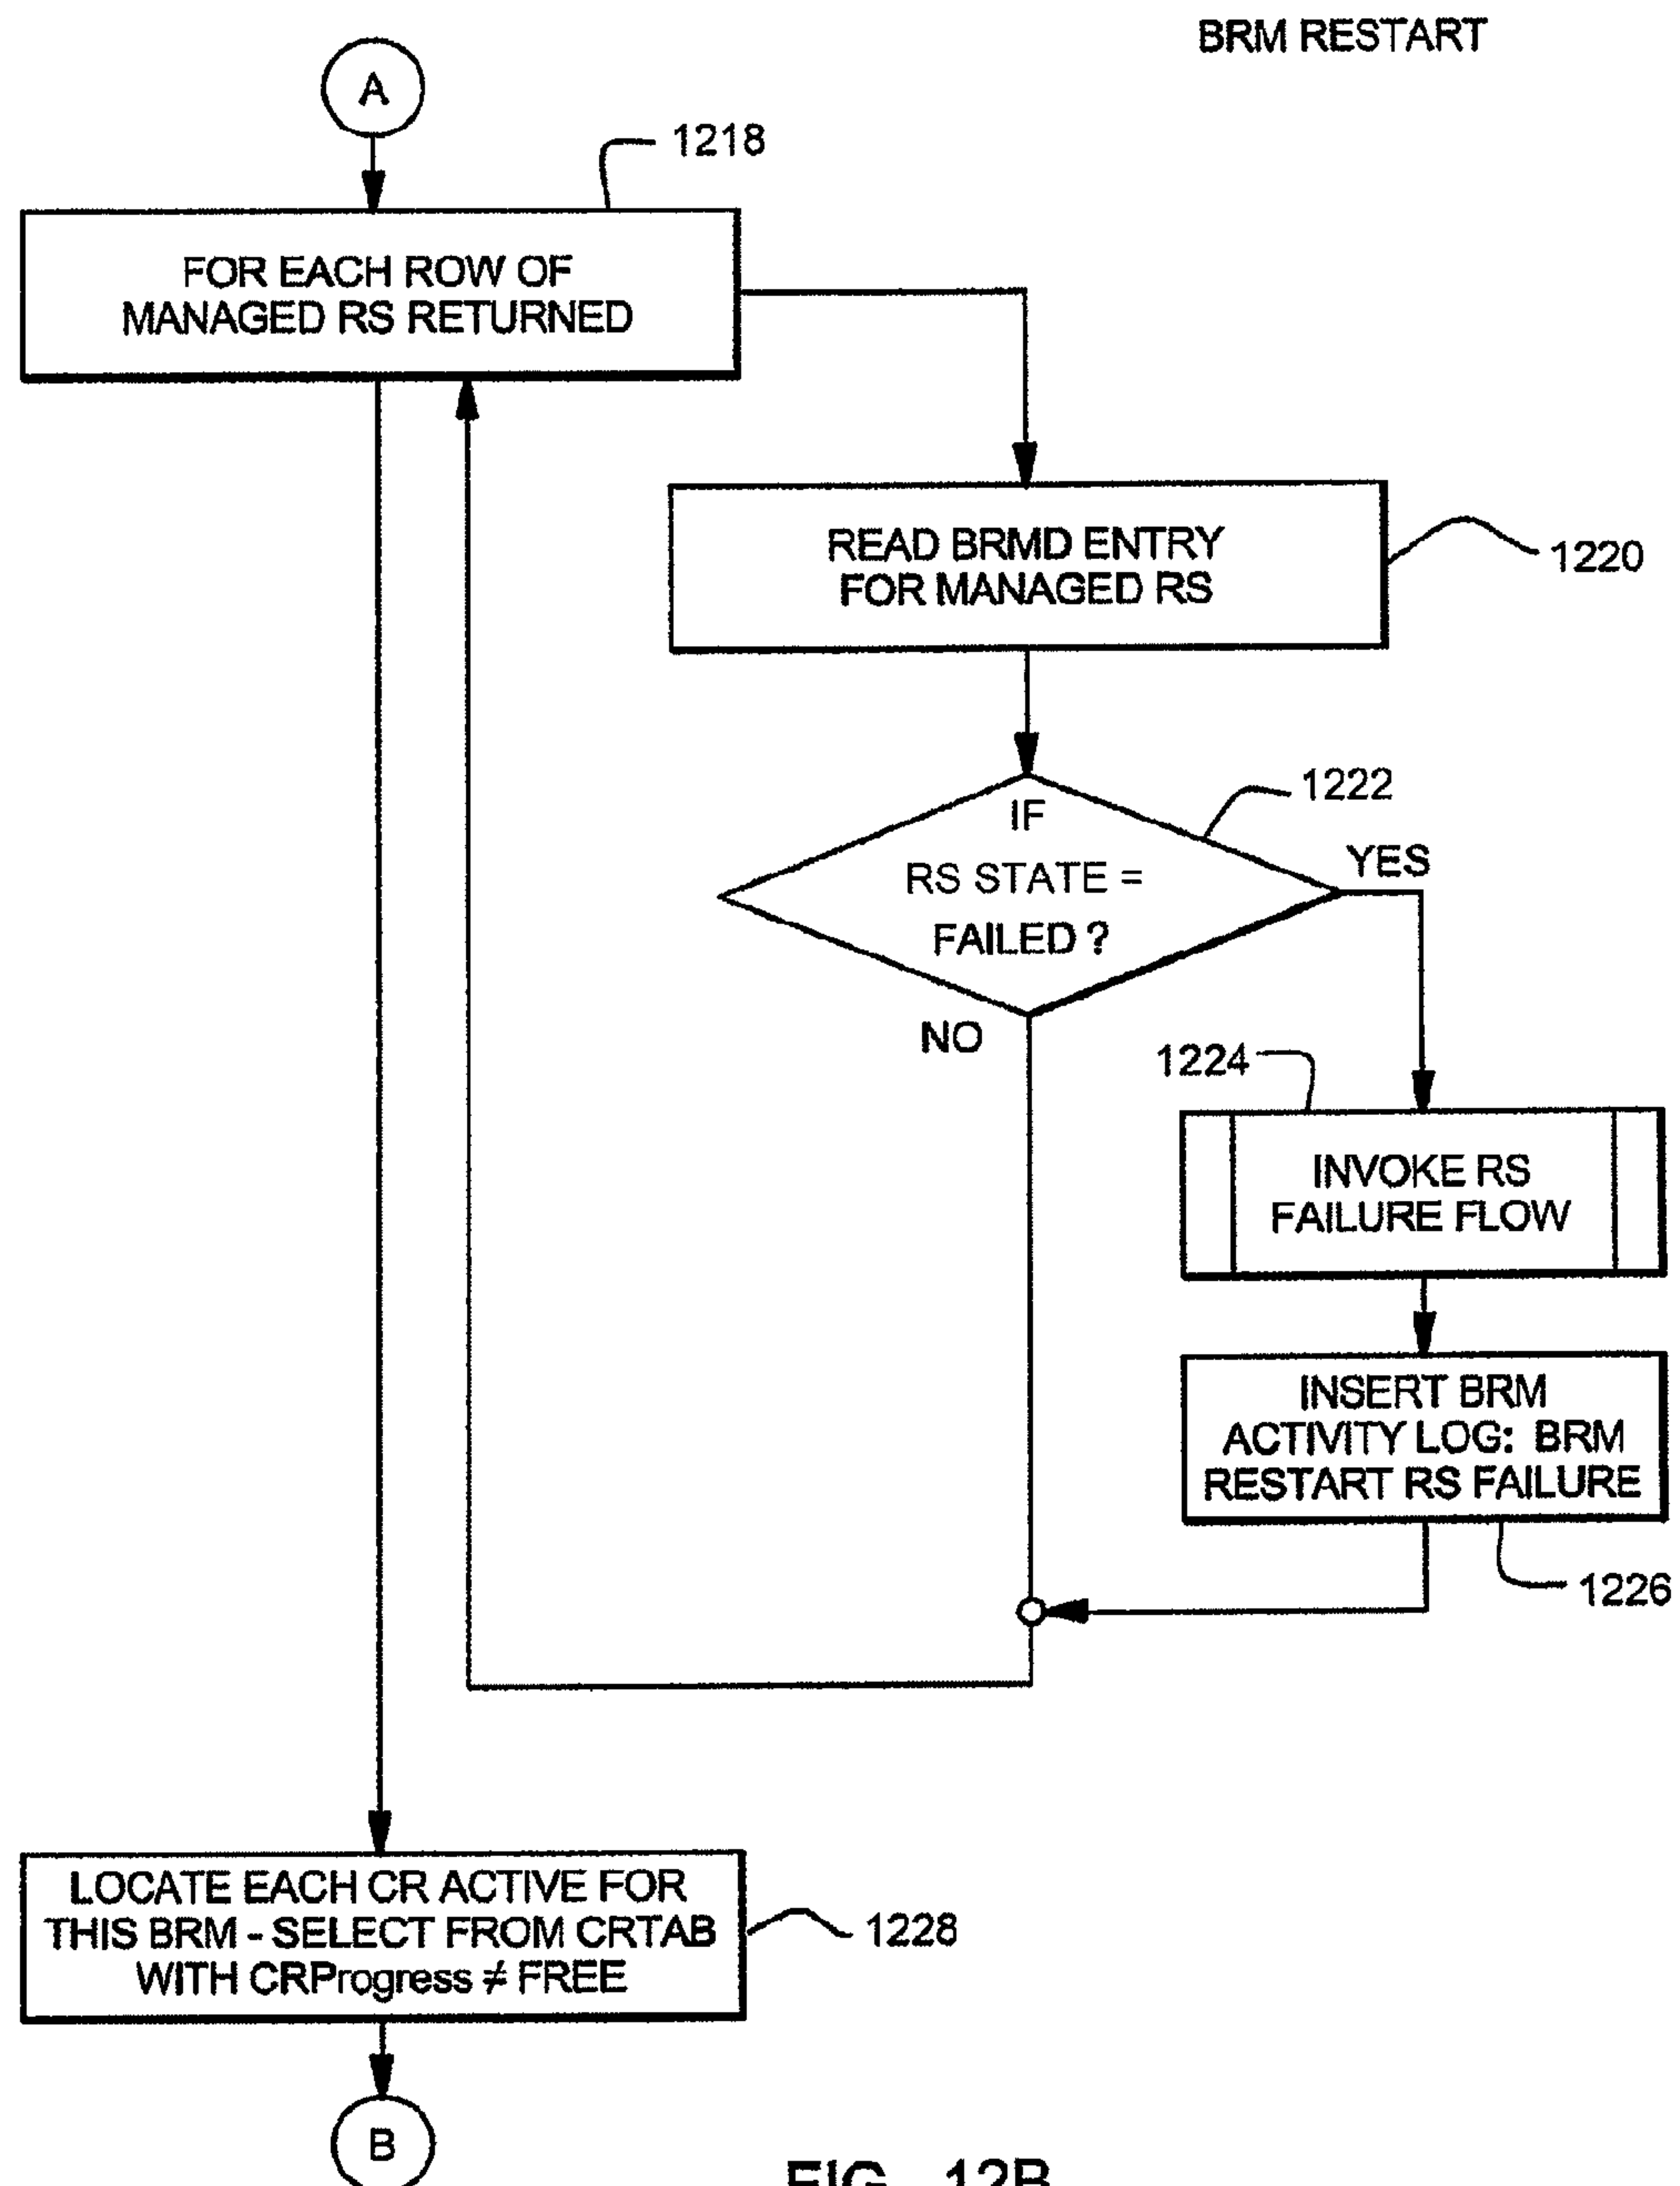 BRM RESTART
A
1218
FOR EACH ROW OF
MANAGED RS RETURNED
READ BRMD ENTRY
FOR MANAGED RS
1220
1222
IF
RS STATE =
FAILED ?
YES
NO
1224
INVOKE RS
FAILURE FLOW
INSERT BRM
ACTIVITY LOG: BRM
RESTART RS FAILURE
1226
LOCATE EACH CR ACTIVE FOR
THIS BRM - SELECT FROM CRTAB
WITH CRProgress ≠ FREE
1228
B
FIG. 12B